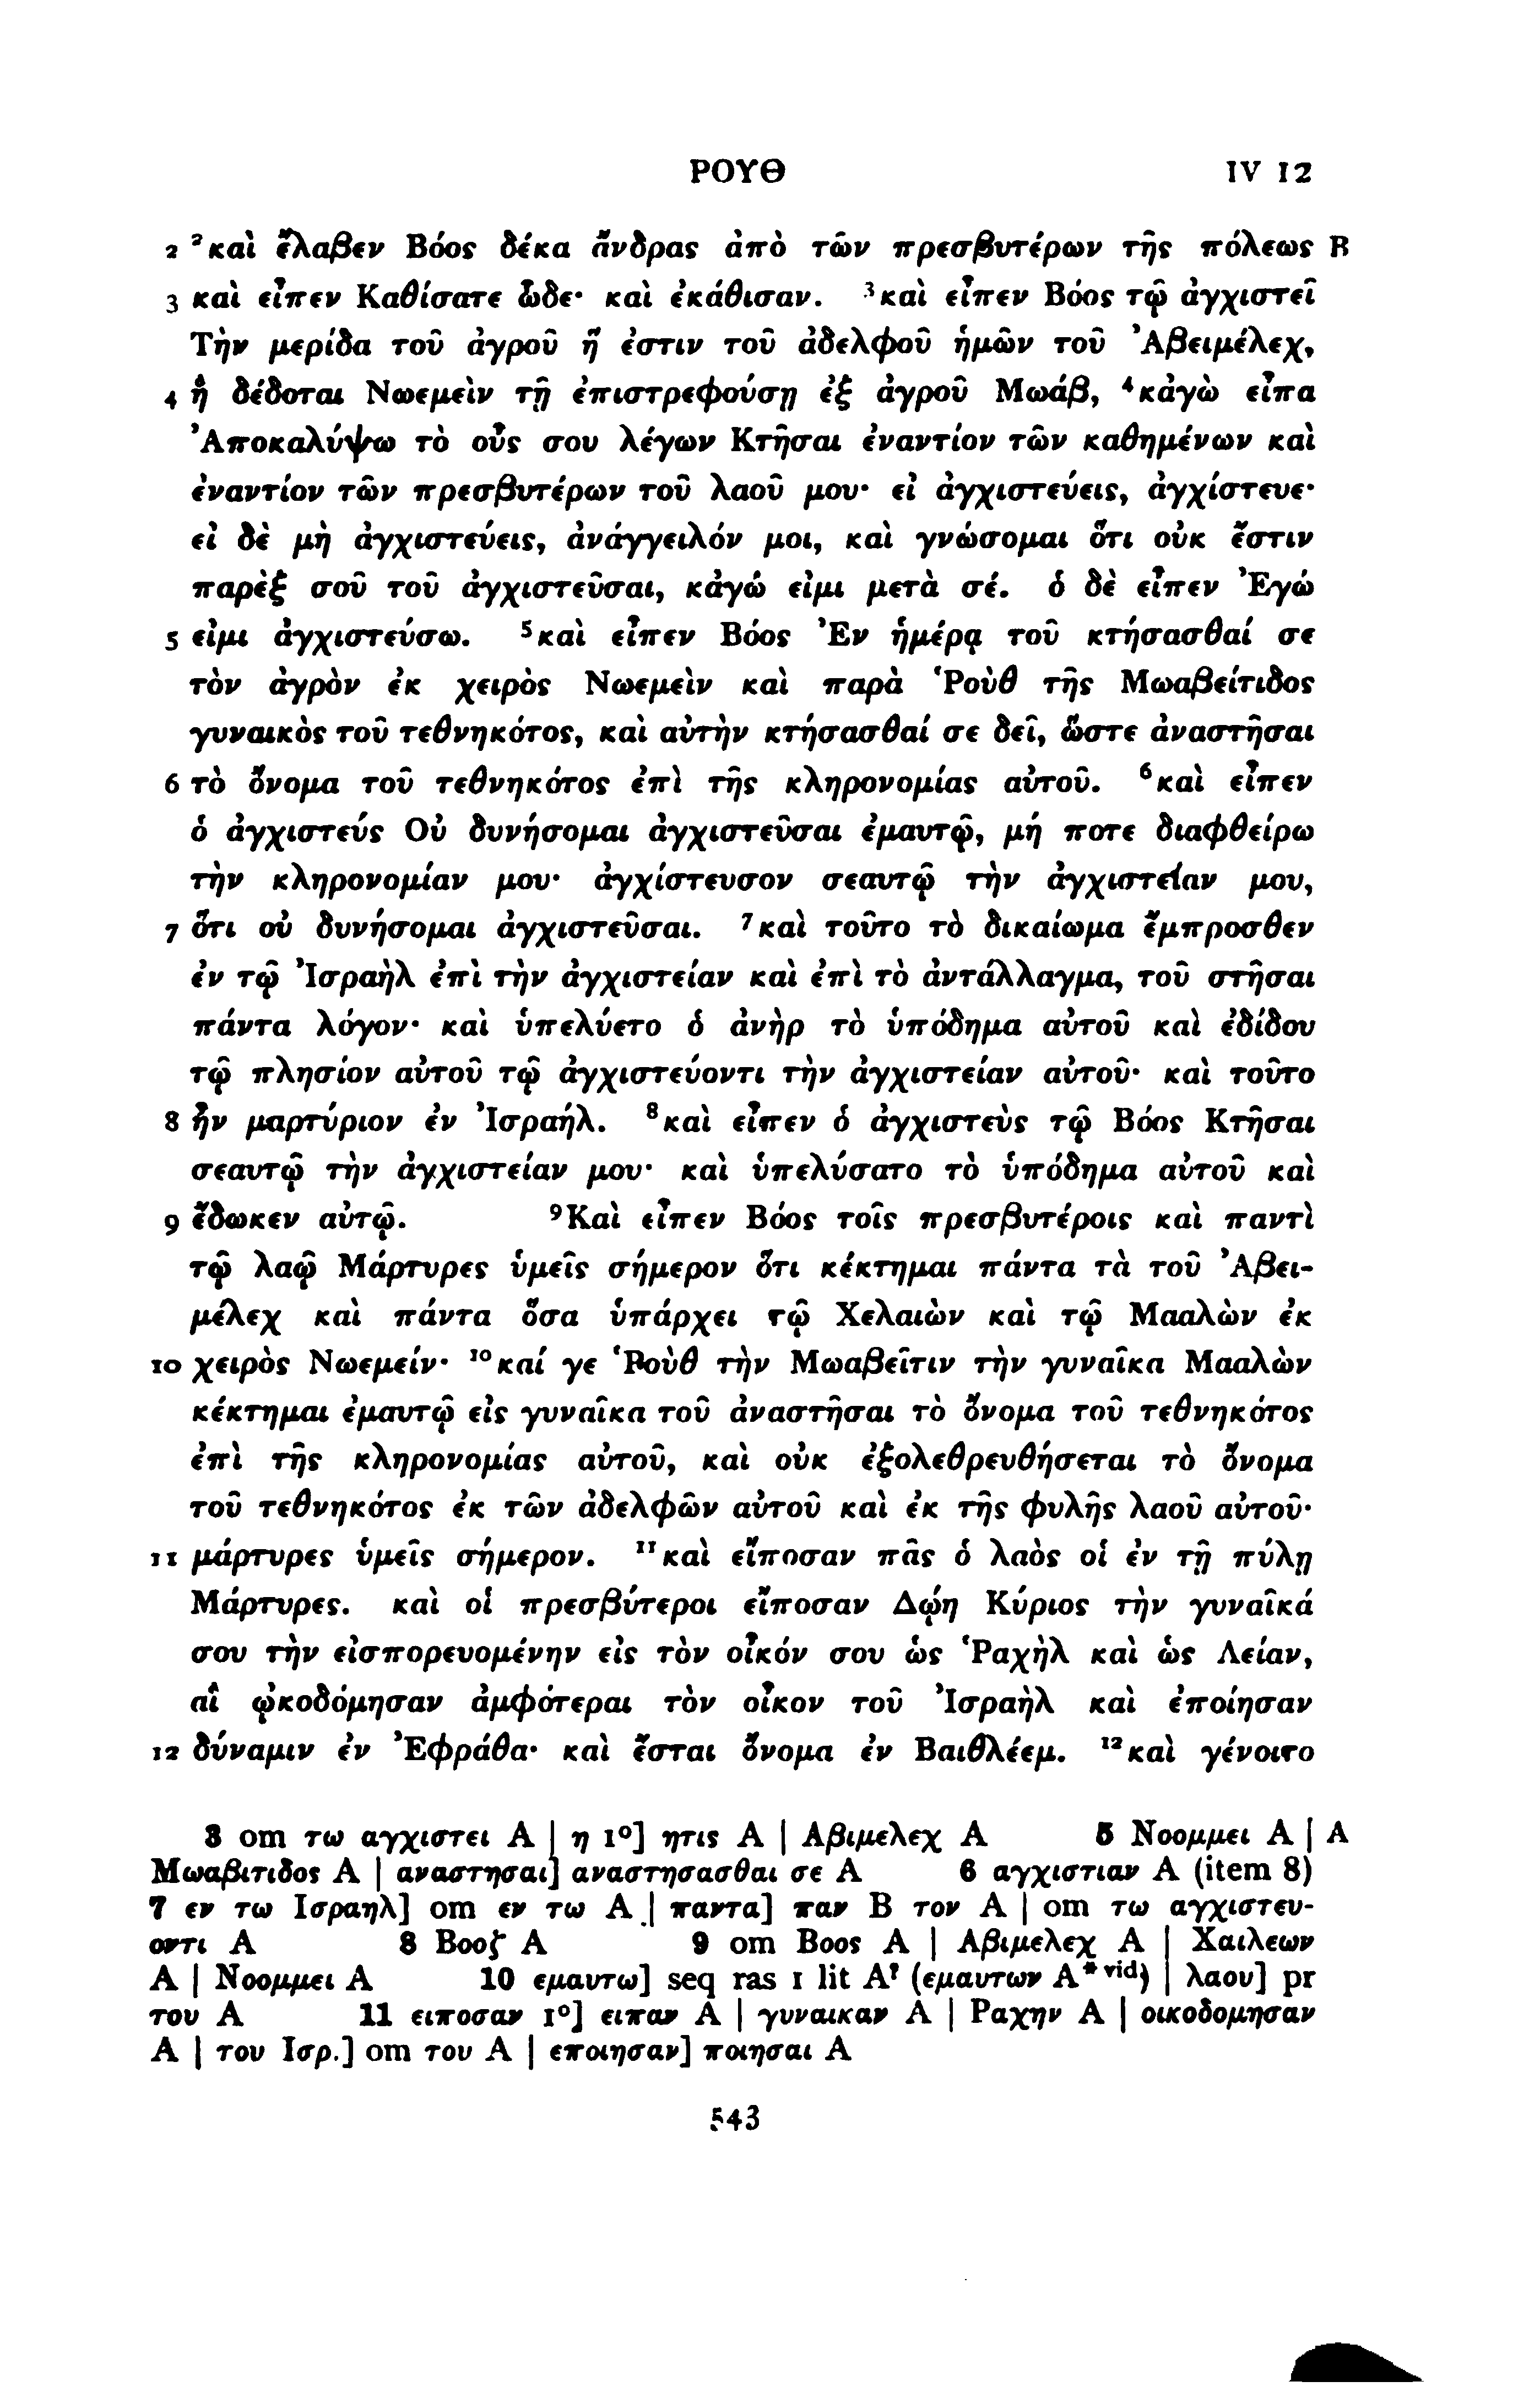 ΡΟΥΘ IV 12
2 ²καὶ ἔλαβεν Βόος δέκα ἄνδρας ἀπὸ τῶν πρεσβυτέρων τῆς πόλεως B
3 καὶ εἶπεν Καθίσατε ὧδε· καὶ ἐκάθισαν. ³καὶ εἶπεν Βόος τῷ ἀγχιστεῖ
Τὴν μερίδα τοῦ ἀγροῦ ἥ ἐστιν τοῦ ἀδελφοῦ ἡμῶν τοῦ Ἀβειμέλεχ,
4 ἣ δέδοται Νωεμεὶν τῇ ἐπιστρεφούσῃ ἐξ ἀγροῦ Μωάβ, ⁴κἀγὼ εἶπα
Ἀποκαλύψω τὸ οὖς σου λέγων Κτῆσαι ἐναντίον τῶν καθημένων καὶ
ἐναντίον τῶν πρεσβυτέρων τοῦ λαοῦ μου· εἰ ἀγχιστεύεις, ἀγχίστευε·
εἰ δὲ μὴ ἀγχιστεύεις, ἀνάγγειλόν μοι, καὶ γνώσομαι ὅτι οὐκ ἔστιν
παρὲξ σοῦ τοῦ ἀγχιστεῦσαι, κἀγώ εἰμι μετὰ σέ. ὁ δὲ εἶπεν Ἐγώ
5 εἰμι ἀγχιστεύσω. ⁵καὶ εἶπεν Βόος Ἐν ἡμέρᾳ τοῦ κτήσασθαί σε
τὸν ἀγρὸν ἐκ χειρὸς Νωεμεὶν καὶ παρὰ Ῥοὺθ τῆς Μωαβείτιδος
γυναικὸς τοῦ τεθνηκότος, καὶ αὐτὴν κτήσασθαί σε δεῖ, ὥστε ἀναστῆσαι
6 τὸ ὄνομα τοῦ τεθνηκότος ἐπὶ τῆς κληρονομίας αὐτοῦ. ⁶καὶ εἶπεν
ὁ ἀγχιστεύς Οὐ δυνήσομαι ἀγχιστεῦσαι ἐμαυτῷ, μή ποτε διαφθείρω
τὴν κληρονομίαν μου· ἀγχίστευσον σεαυτῷ τὴν ἀγχιστείαν μου,
7 ὅτι οὐ δυνήσομαι ἀγχιστεῦσαι. ⁷καὶ τοῦτο τὸ δικαίωμα ἔμπροσθεν
ἐν τῷ Ἰσραὴλ ἐπὶ τὴν ἀγχιστείαν καὶ ἐπὶ τὸ ἀντάλλαγμα, τοῦ στῆσαι
πάντα λόγον· καὶ ὑπελύετο ὁ ἀνὴρ τὸ ὑπόδημα αὐτοῦ καὶ ἐδίδου
τῷ πλησίον αὐτοῦ τῷ ἀγχιστεύοντι τὴν ἀγχιστείαν αὐτοῦ· καὶ τοῦτο
8 ἦν μαρτύριον ἐν Ἰσραήλ. ⁸καὶ εἶπεν ὁ ἀγχιστεὺς τῷ Βόος Κτῆσαι
σεαυτῷ τὴν ἀγχιστείαν μου· καὶ ὑπελύσατο τὸ ὑπόδημα αὐτοῦ καὶ
9 ἔδωκεν αὐτῷ. ⁹Καὶ εἶπεν Βόος τοῖς πρεσβυτέροις καὶ παντὶ
τῷ λαῷ Μάρτυρες ὑμεῖς σήμερον ὅτι κέκτημαι πάντα τὰ τοῦ Ἀβει-
μέλεχ καὶ πάντα ὅσα ὑπάρχει τῷ Χελαιὼν καὶ τῷ Μααλὼν ἐκ
10 χειρὸς Νωεμείν· ¹⁰καί γε Ῥοὺθ τὴν Μωαβεῖτιν τὴν γυναῖκα Μααλὼν
κέκτημαι ἐμαυτῷ εἰς γυναῖκα τοῦ ἀναστῆσαι τὸ ὄνομα τοῦ τεθνηκότος
ἐπὶ τῆς κληρονομίας αὐτοῦ, καὶ οὐκ ἐξολεθρευθήσεται τὸ ὄνομα
τοῦ τεθνηκότος ἐκ τῶν ἀδελφῶν αὐτοῦ καὶ ἐκ τῆς φυλῆς λαοῦ αὐτοῦ·
11 μάρτυρες ὑμεῖς σήμερον. ¹¹καὶ εἴποσαν πᾶς ὁ λαὸς οἱ ἐν τῇ πύλῃ
Μάρτυρες. καὶ οἱ πρεσβύτεροι εἴποσαν Δῴη Κύριος τὴν γυναῖκά
σου τὴν εἰσπορευομένην εἰς τὸν οἶκόν σου ὡς Ῥαχὴλ καὶ ὡς Λείαν,
αἳ ᾠκοδόμησαν ἀμφότεραι τὸν οἶκον τοῦ Ἰσραὴλ καὶ ἐποίησαν
12 δύναμιν ἐν Ἐφράθα· καὶ ἔσται ὄνομα ἐν Βαιθλέεμ. ¹²καὶ γένοιτο
3 om τω αγχιστει A | η 1°] ητις A | Αβιμελεχ A 5 Νοομμει A | A
Μωαβιτιδος A | αναστησαι] αναστησασθαι σε A 6 αγχιστιαν A (item 8)
7 εν τω Ισραηλ] om εν τω A | παντα] παν B τον A | om τω αγχιστευ-
οντι A 8 Βοοζ A 9 om Βοος A | Αβιμελεχ A | Χαιλεων
A | Νοομμει A 10 εμαυτω] seq ras 1 lit A? (εμαυτων A*vid) | λαου] pr
του A 11 ειποσαν 1°] ειπαν A | γυναικαν A | Ραχην A | οικοδομησαν
A | του Ισρ.] om του A | εποιησαν] ποιησαι A
543